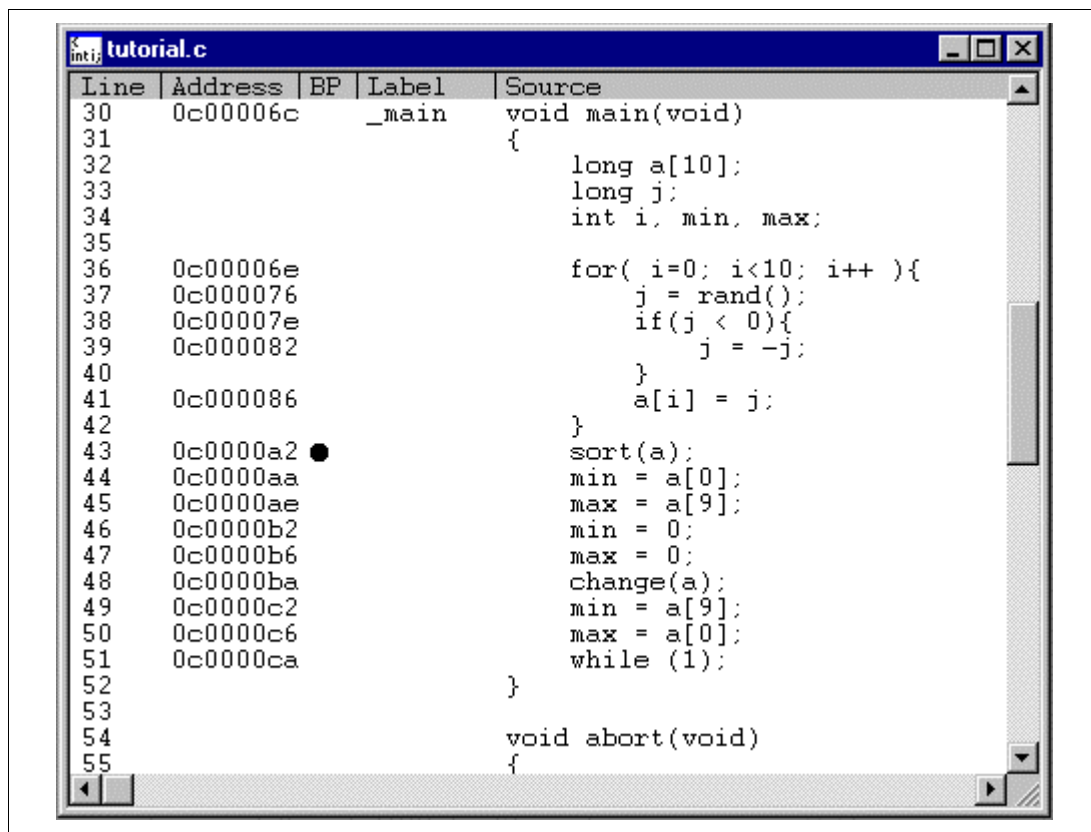 tutorial.c
Line Address BP Label Source
30 0c00006c _main void main(void)
31 {
32 long a[10];
33 long j;
34 int i, min, max;
35
36 0c00006e for( i=0; i<10; i++ ){
37 0c000076 j = rand();
38 0c00007e if(j < 0){
39 0c000082 j = -j;
40 }
41 0c000086 a[i] = j;
42 }
43 0c0000a2 sort(a);
44 0c0000aa min = a[0];
45 0c0000ae max = a[9];
46 0c0000b2 min = 0;
47 0c0000b6 max = 0;
48 0c0000ba change(a);
49 0c0000c2 min = a[9];
50 0c0000c6 max = a[0];
51 0c0000ca while (1);
52 }
53
54 void abort(void)
55 {